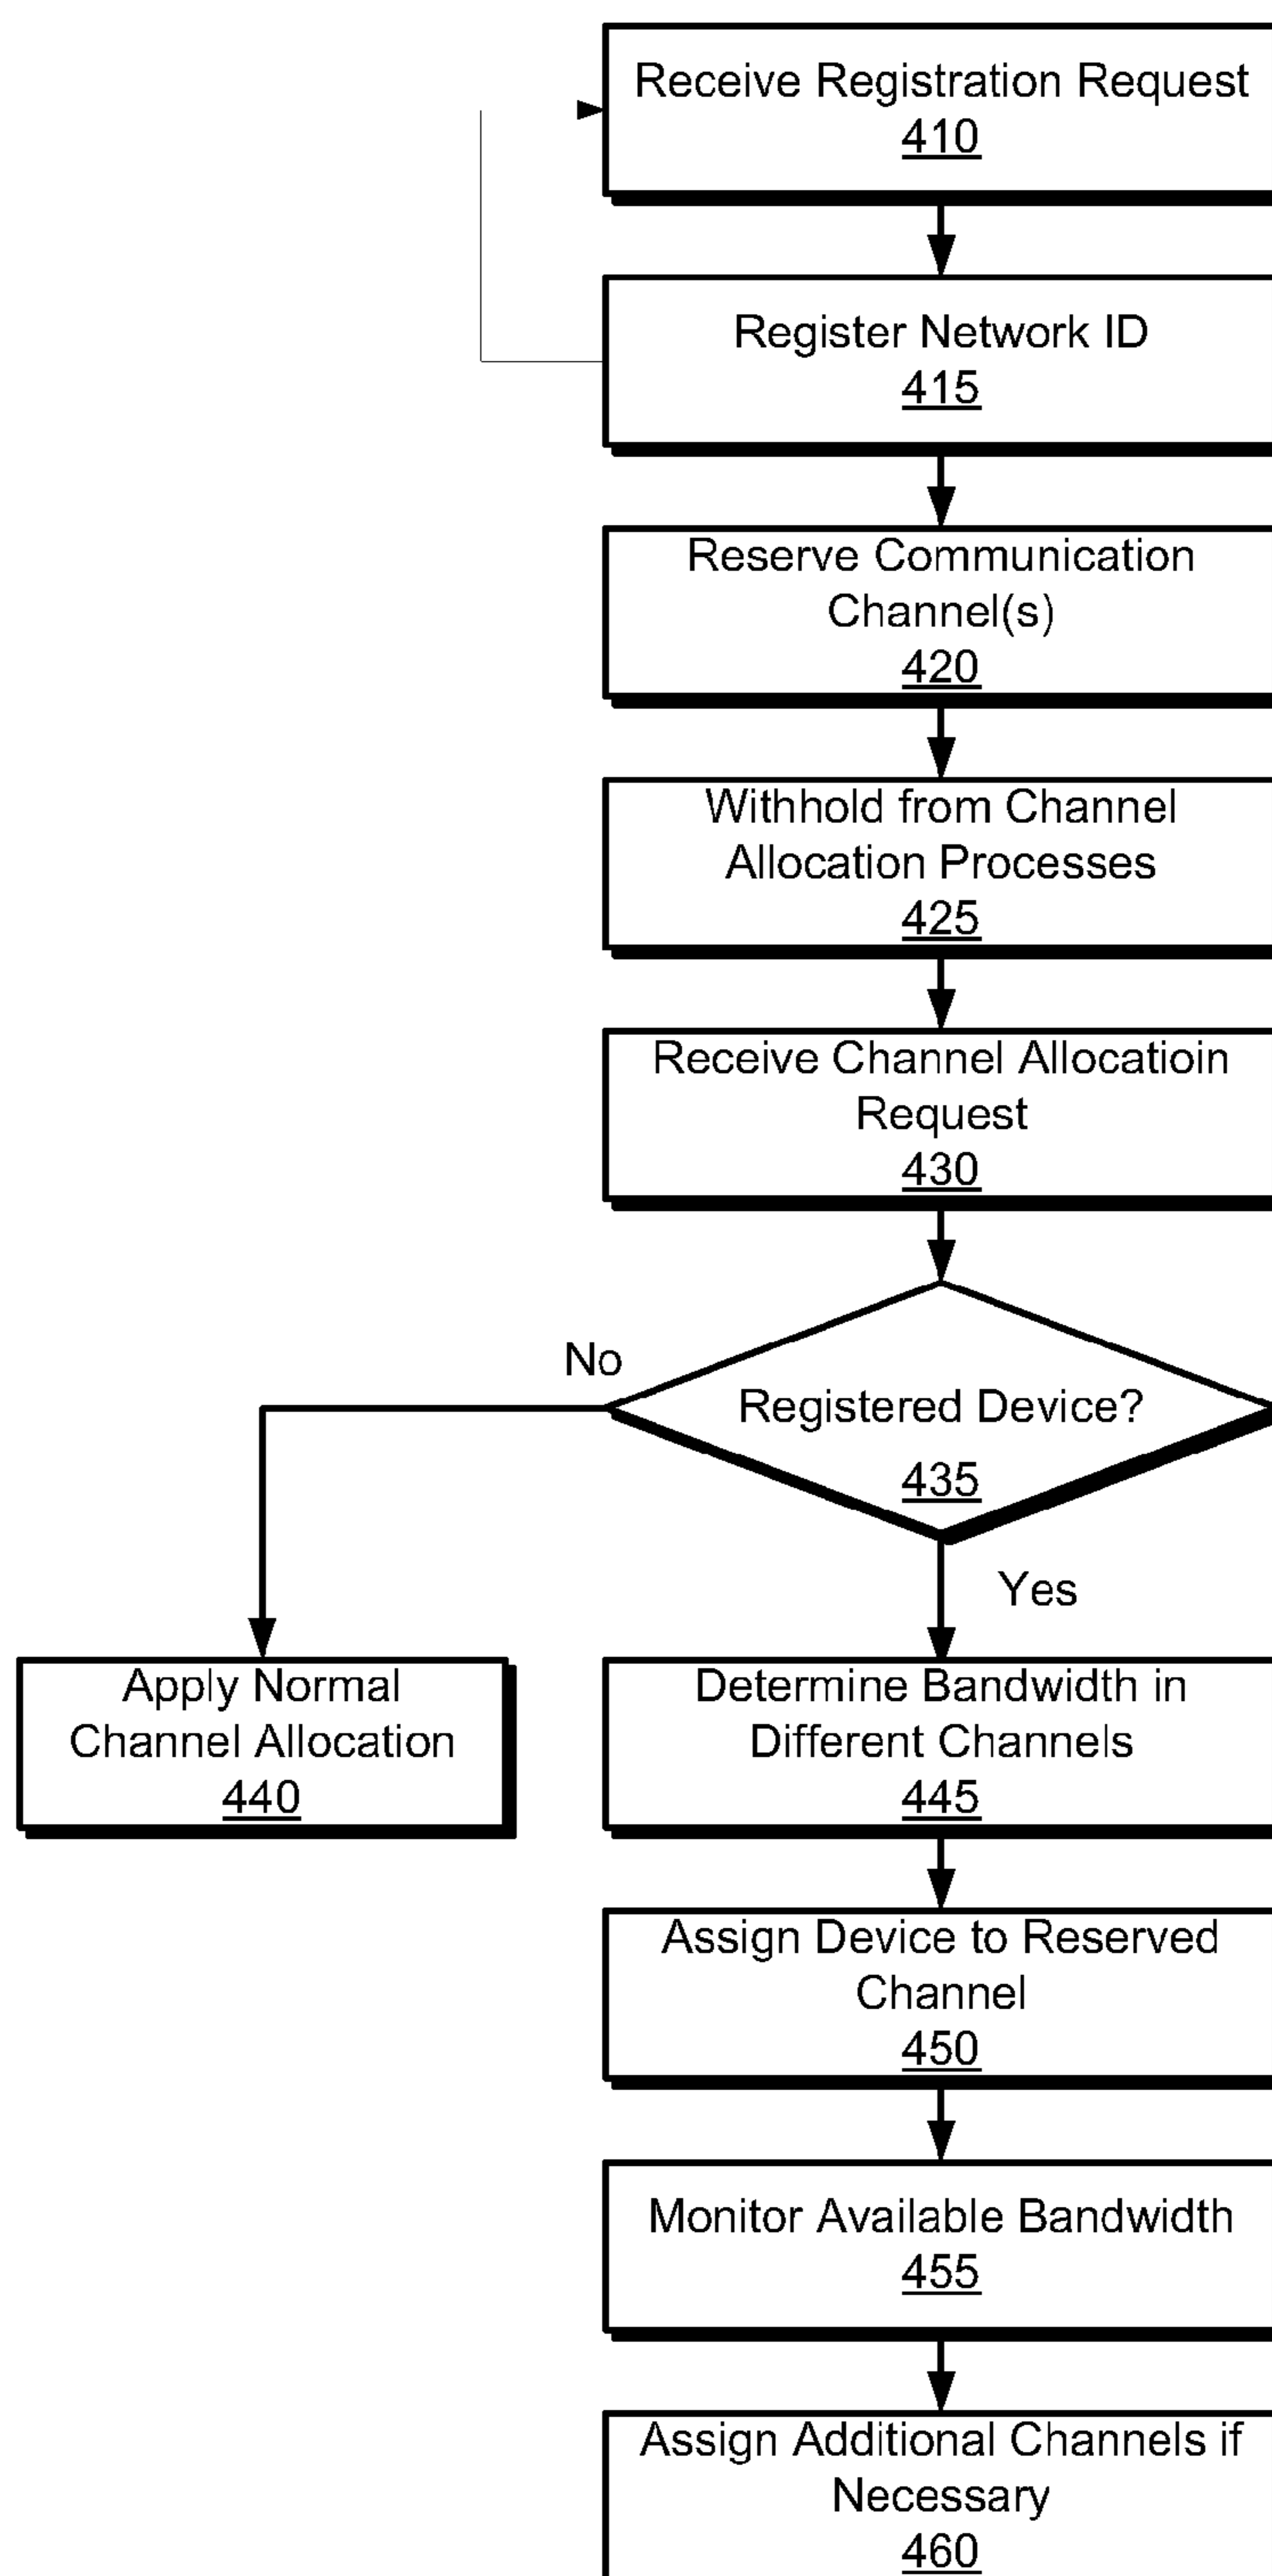 Receive Registration Request
410
Register Network ID
415
Reserve Communication
Channel(s)
420
Withhold from Channel
Allocation Processes
425
Receive Channel Allocatioin
Request
430
No
Registered Device?
435
Yes
Apply Normal
Channel Allocation
440
Determine Bandwidth in
Different Channels
445
Assign Device to Reserved
Channel
450
Monitor Available Bandwidth
455
Assign Additional Channels if
Necessary
460